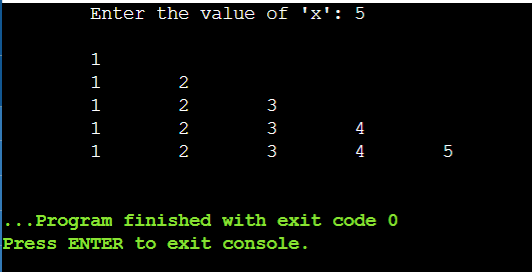 Enter the value of 'x': 5
1
1 2
1 2 3
1 2 3 4
1 2 3 4 5
...Program finished with exit code 0
Press ENTER to exit console.